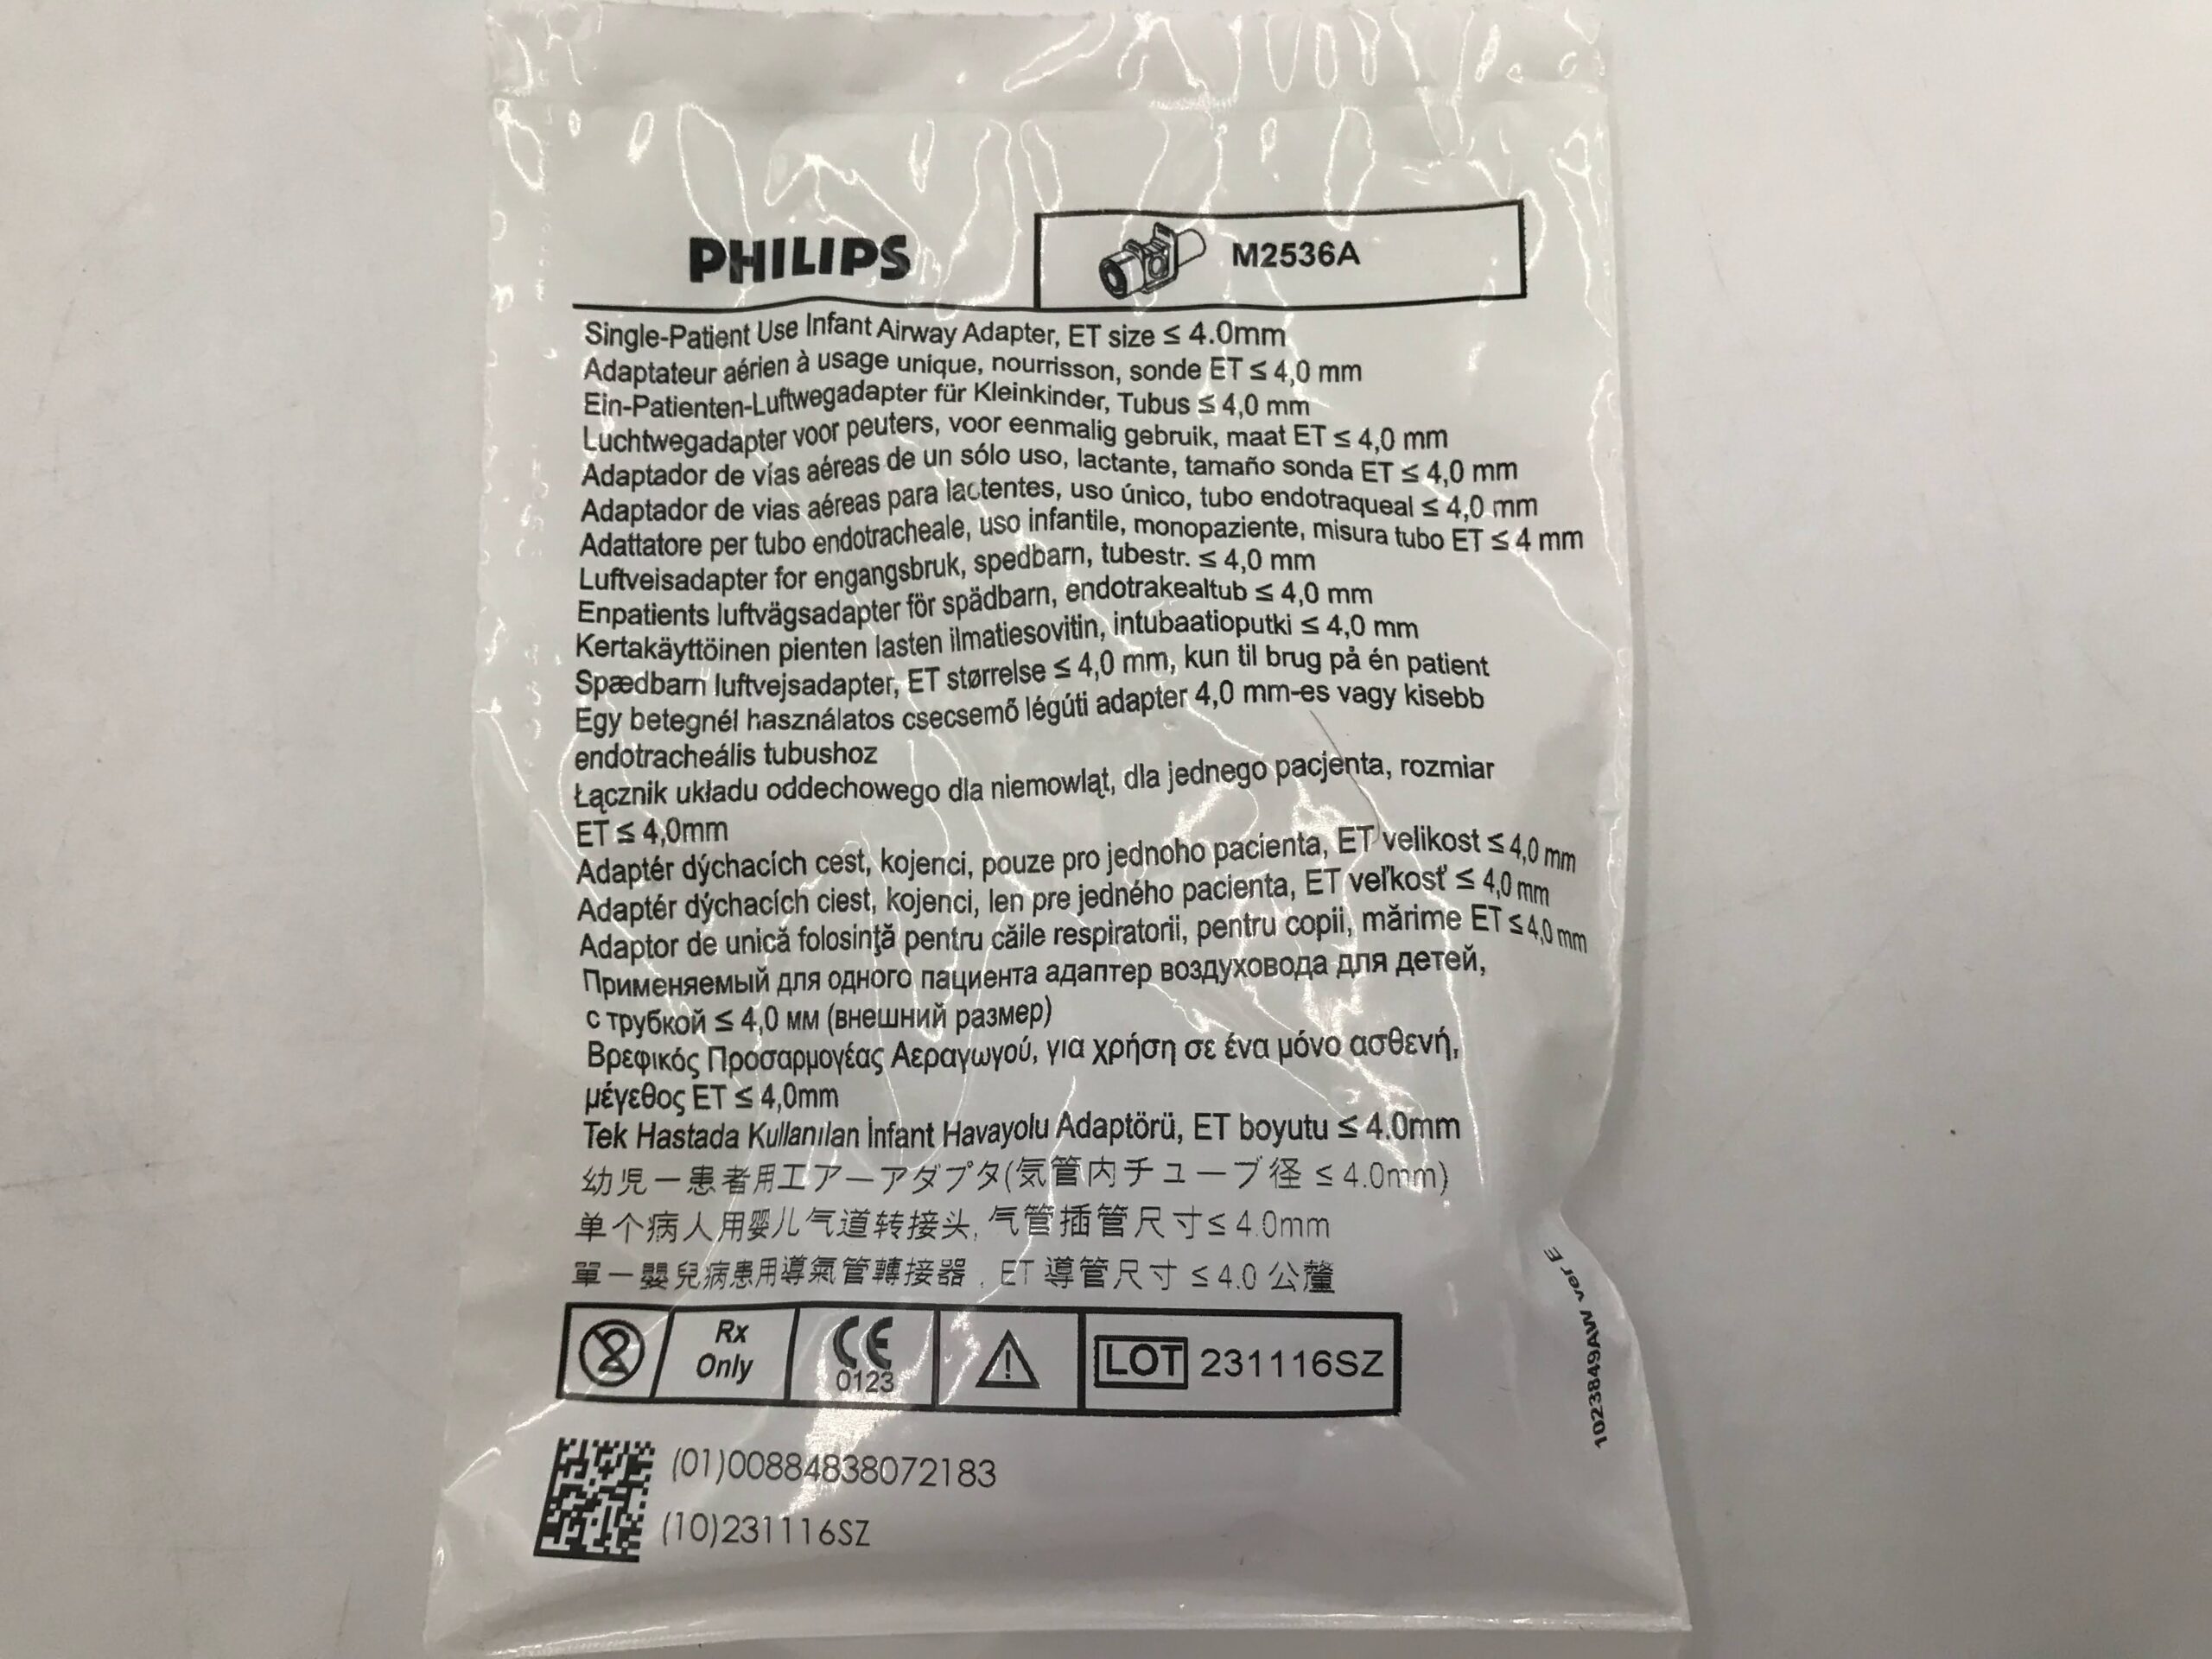 PHILIPS
M2536A
Single-Patient Use Infant Airway Adapter, ET size ≤ 4.0mm
Adaptateur aérien à usage unique, nourrisson, sonde ET ≤ 4,0 mm
Ein-Patienten-Luftwegadapter für Kleinkinder, Tubus ≤ 4,0 mm
Luchtwegadapter voor peuters, voor eenmalig gebruik, maat ET ≤ 4,0 mm
Adaptador de vías aéreas de un sólo uso, lactante, tamaño sonda ET ≤ 4,0 mm
Adaptador de vias aéreas para lactentes, uso único, tubo endotraqueal ≤ 4,0 mm
Adattatore per tubo endotracheale, uso infantile, monopaziente, misura tubo ET ≤ 4 mm
Luftveisadapter for engangsbruk, spedbarn, tubestr. ≤ 4,0 mm
Enpatients luftvägsadapter för spädbarn, endotrakealtub ≤ 4,0 mm
Kertakäyttöinen pienten lasten ilmatiesovitin, intubaatioputki ≤ 4,0 mm
Spædbarn luftvejsadapter, ET størrelse ≤ 4,0 mm, kun til brug på én patient
Egy betegnél használatos csecsemő légúti adapter 4,0 mm-es vagy kisebb
endotracheális tubushoz
Łącznik układu oddechowego dla niemowląt, dla jednego pacjenta, rozmiar
ET ≤ 4,0mm
Adaptér dýchacích cest, kojenci, pouze pro jednoho pacienta, ET velikost ≤ 4,0 mm
Adaptér dýchacích ciest, kojenci, len pre jedného pacienta, ET veľkosť ≤ 4,0 mm
Adaptor de unică folosinţă pentru căile respiratorii, pentru copii, mărime ET ≤ 4,0 mm
Применяемый для одного пациента адаптер воздуховода для детей,
с трубкой ≤ 4,0 мм (внешний размер)
Βρεφικός Προσαρμογέας Αεραγωγού, για χρήση σε ένα μόνο ασθενή,
μέγεθος ET ≤ 4,0mm
Tek Hastada Kullanılan İnfant Havayolu Adaptörü, ET boyutu ≤ 4.0mm
幼児一患者用エアーアダプタ(気管内チューブ径 ≤ 4.0mm)
单个病人用婴儿气道转接头, 气管插管尺寸≤ 4.0mm
單一嬰兒病患用導氣管轉接器 , ET 導管尺寸 ≤ 4.0 公釐
2
Rx
Only
CE
0123
!
LOT 231116SZ
(01)00884838072183
(10)231116SZ
1023849AW ver E